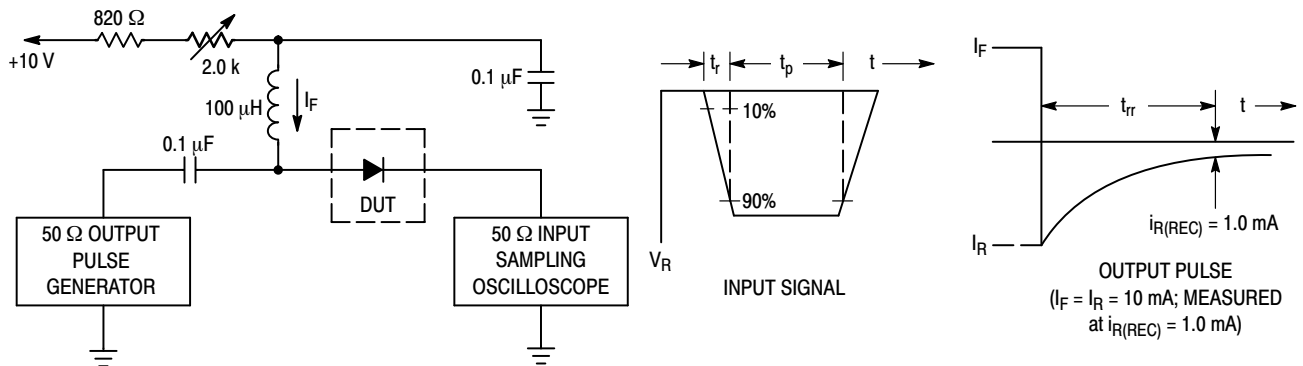 820 Ω
+10 V
2.0 k
100 µH
I_F
0.1 µF
0.1 µF
DUT
50 Ω OUTPUT
PULSE
GENERATOR
50 Ω INPUT
SAMPLING
OSCILLOSCOPE
t_r
t_p
t
10%
90%
V_R
INPUT SIGNAL
I_F
t_rr
t
I_R
i_R(REC) = 1.0 mA
OUTPUT PULSE
(I_F = I_R = 10 mA; MEASURED
at i_R(REC) = 1.0 mA)